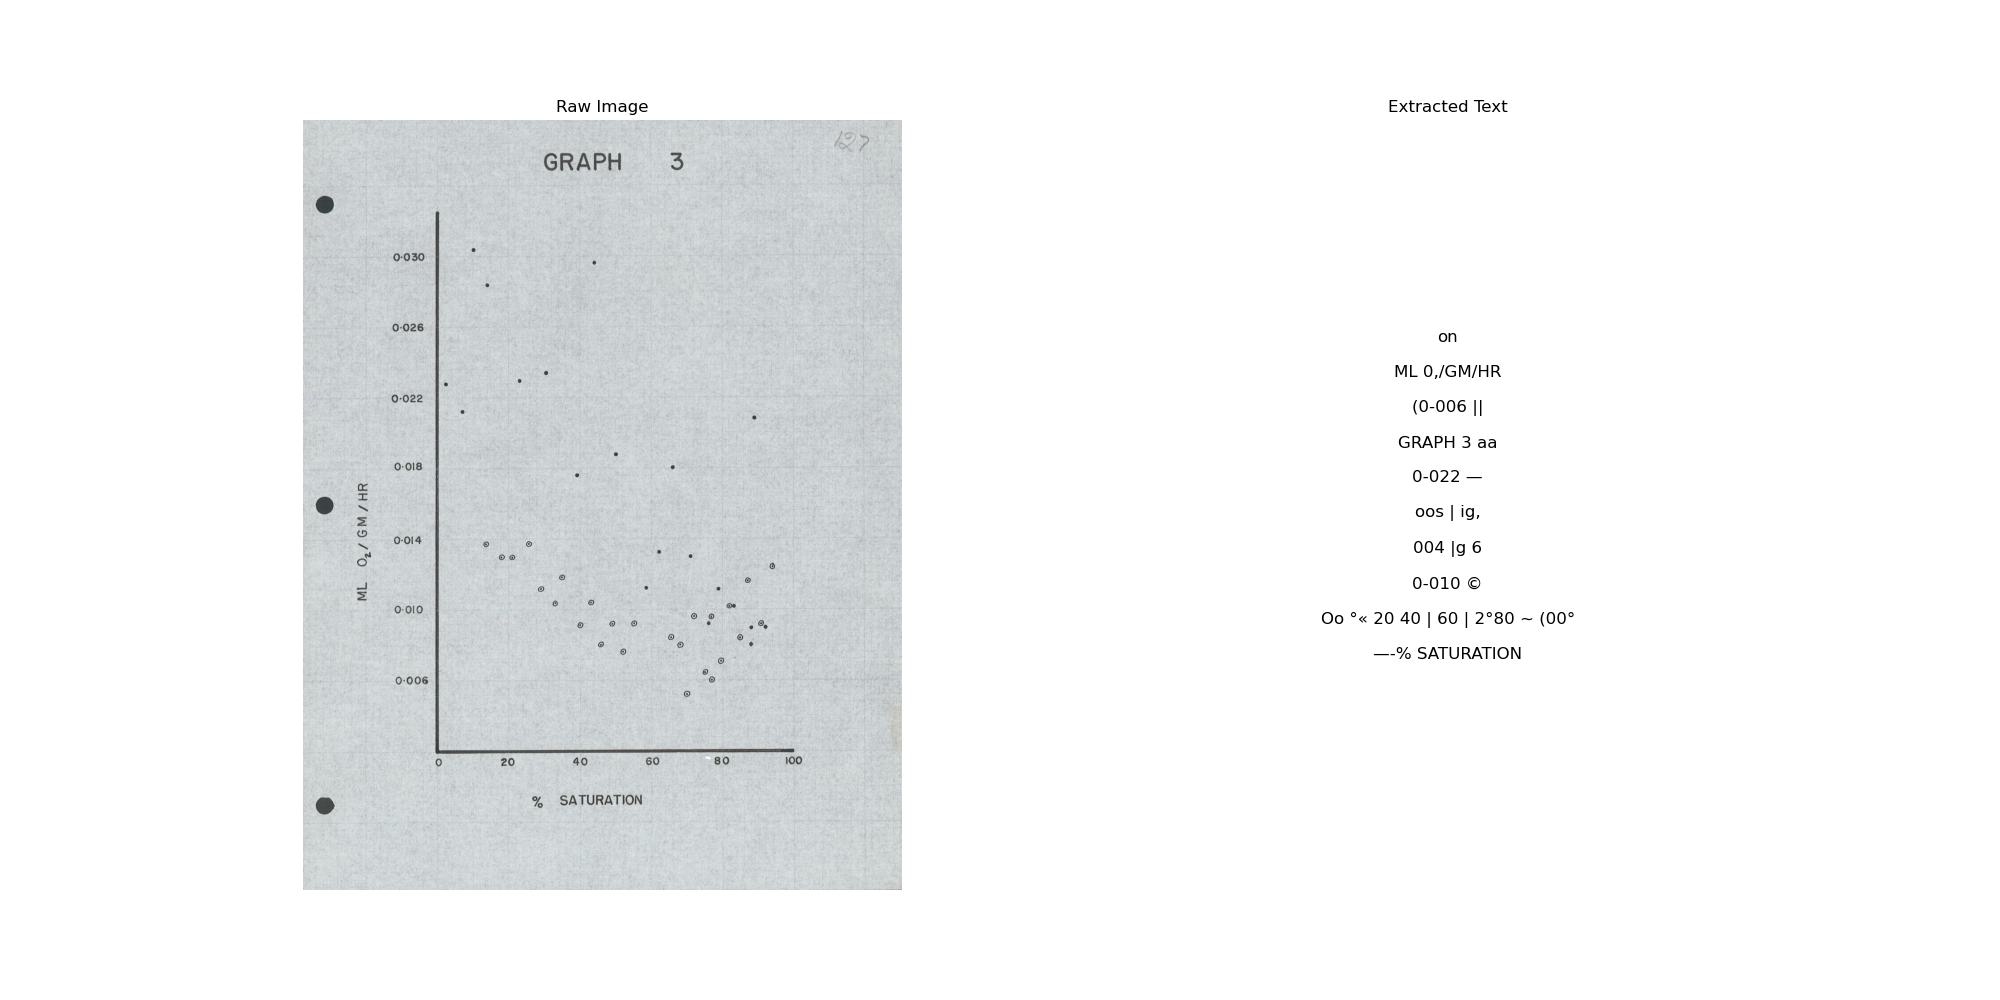 Raw Image
127
GRAPH 3
0·030
0·026
0·022
0·018
0·014
0·010
0·006
ML O₂/GM/HR
0 20 40 60 80 100
% SATURATION
Extracted Text
on
ML 0,/GM/HR
(0-006 ||
GRAPH 3 aa
0-022 —
oos | ig,
004 |g 6
0-010 ©
Oo °« 20 40 | 60 | 2°80 ~ (00°
—-% SATURATION